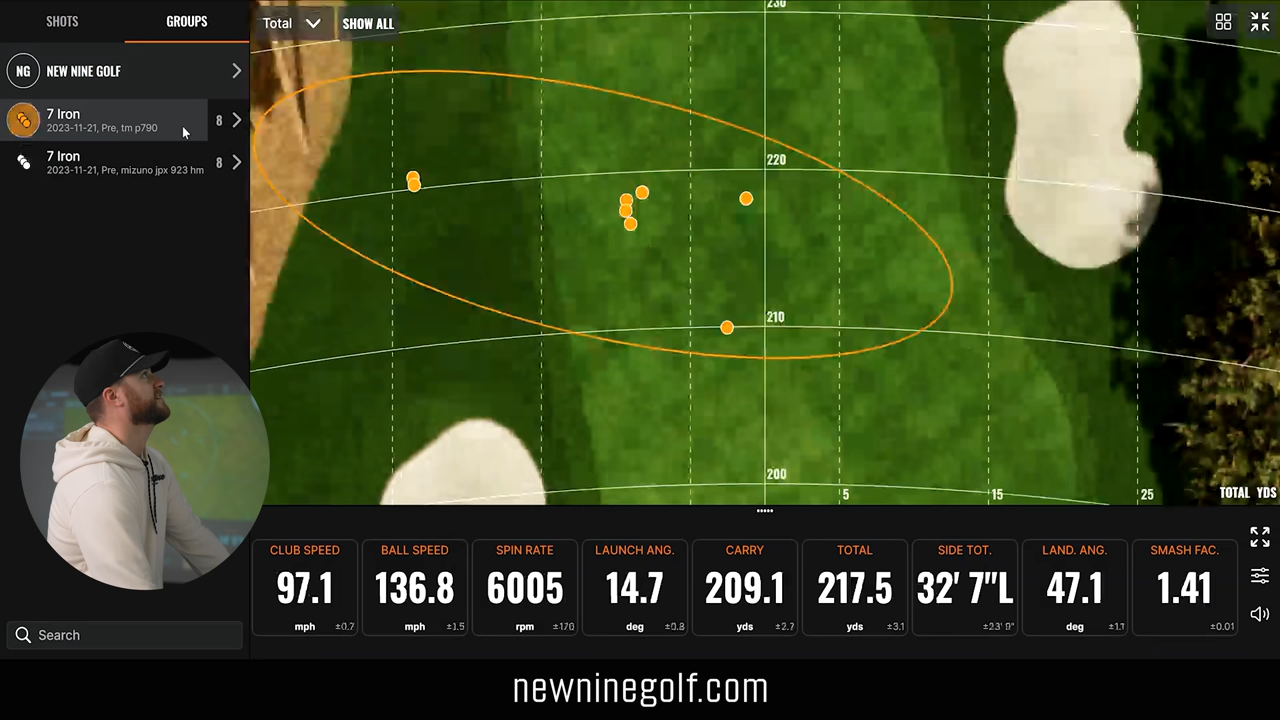 SHOTS
GROUPS
NG
NEW NINE GOLF
7 Iron
2023-11-21, Pre, tm p790
8
7 Iron
2023-11-21, Pre, mizuno jpx 923 hm
8
Search
Total
SHOW ALL
230
220
210
200
5
15
25
TOTAL YDS
CLUB SPEED
97.1
mph ±0.7
BALL SPEED
136.8
mph ±1.5
SPIN RATE
6005
rpm ±170
LAUNCH ANG.
14.7
deg ±0.8
CARRY
209.1
yds ±2.7
TOTAL
217.5
yds ±3.1
SIDE TOT.
32' 7"L
±23' 9"
LAND. ANG.
47.1
deg ±1.1
SMASH FAC.
1.41
±0.01
newninegolf.com